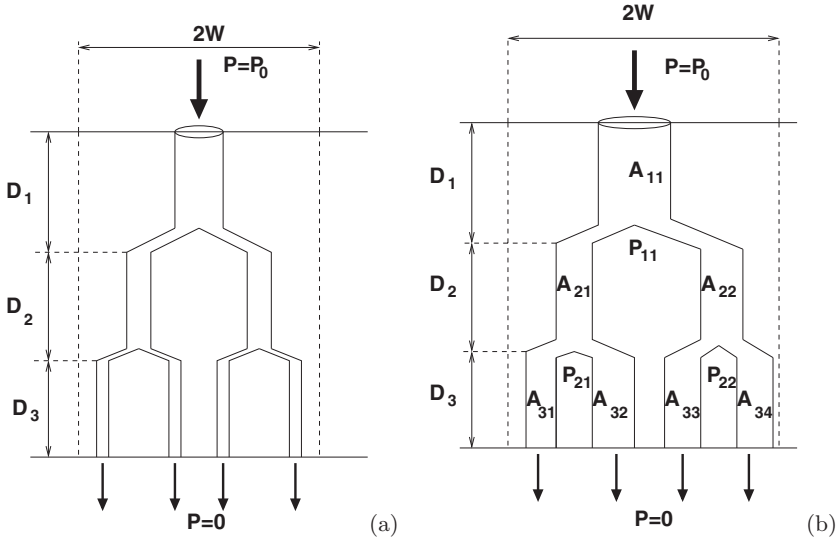 2W
P=P0
D1
D2
D3
P=0
(a)
2W
P=P0
D1
A11
P11
D2
A21 A22
D3
P21 P22
A31 A32 A33 A34
P=0
(b)